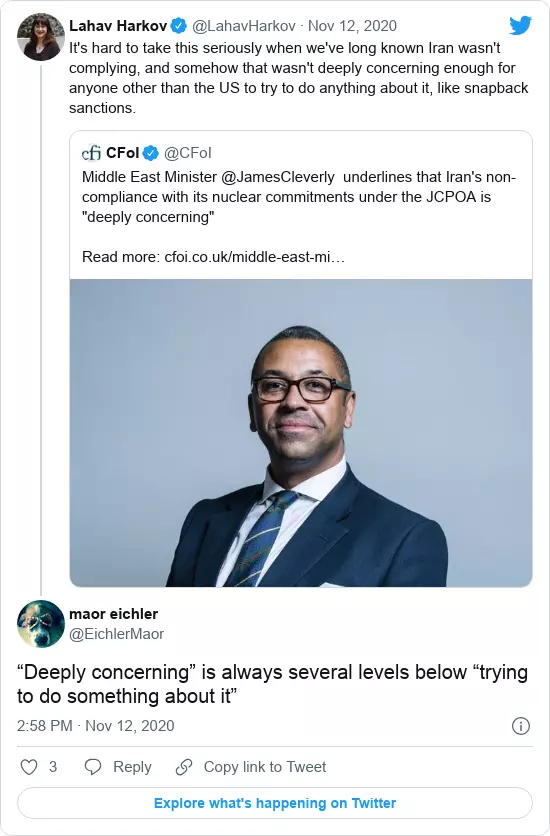 Lahav Harkov @LahavHarkov · Nov 12, 2020
It's hard to take this seriously when we've long known Iran wasn't
complying, and somehow that wasn't deeply concerning enough for
anyone other than the US to try to do anything about it, like snapback
sanctions.
cfi CFoI @CFoI
Middle East Minister @JamesCleverly underlines that Iran's non-
compliance with its nuclear commitments under the JCPOA is
"deeply concerning"
Read more: cfoi.co.uk/middle-east-mi…
maor eichler
@EichlerMaor
“Deeply concerning” is always several levels below “trying
to do something about it”
2:58 PM · Nov 12, 2020
3 Reply Copy link to Tweet
Explore what's happening on Twitter